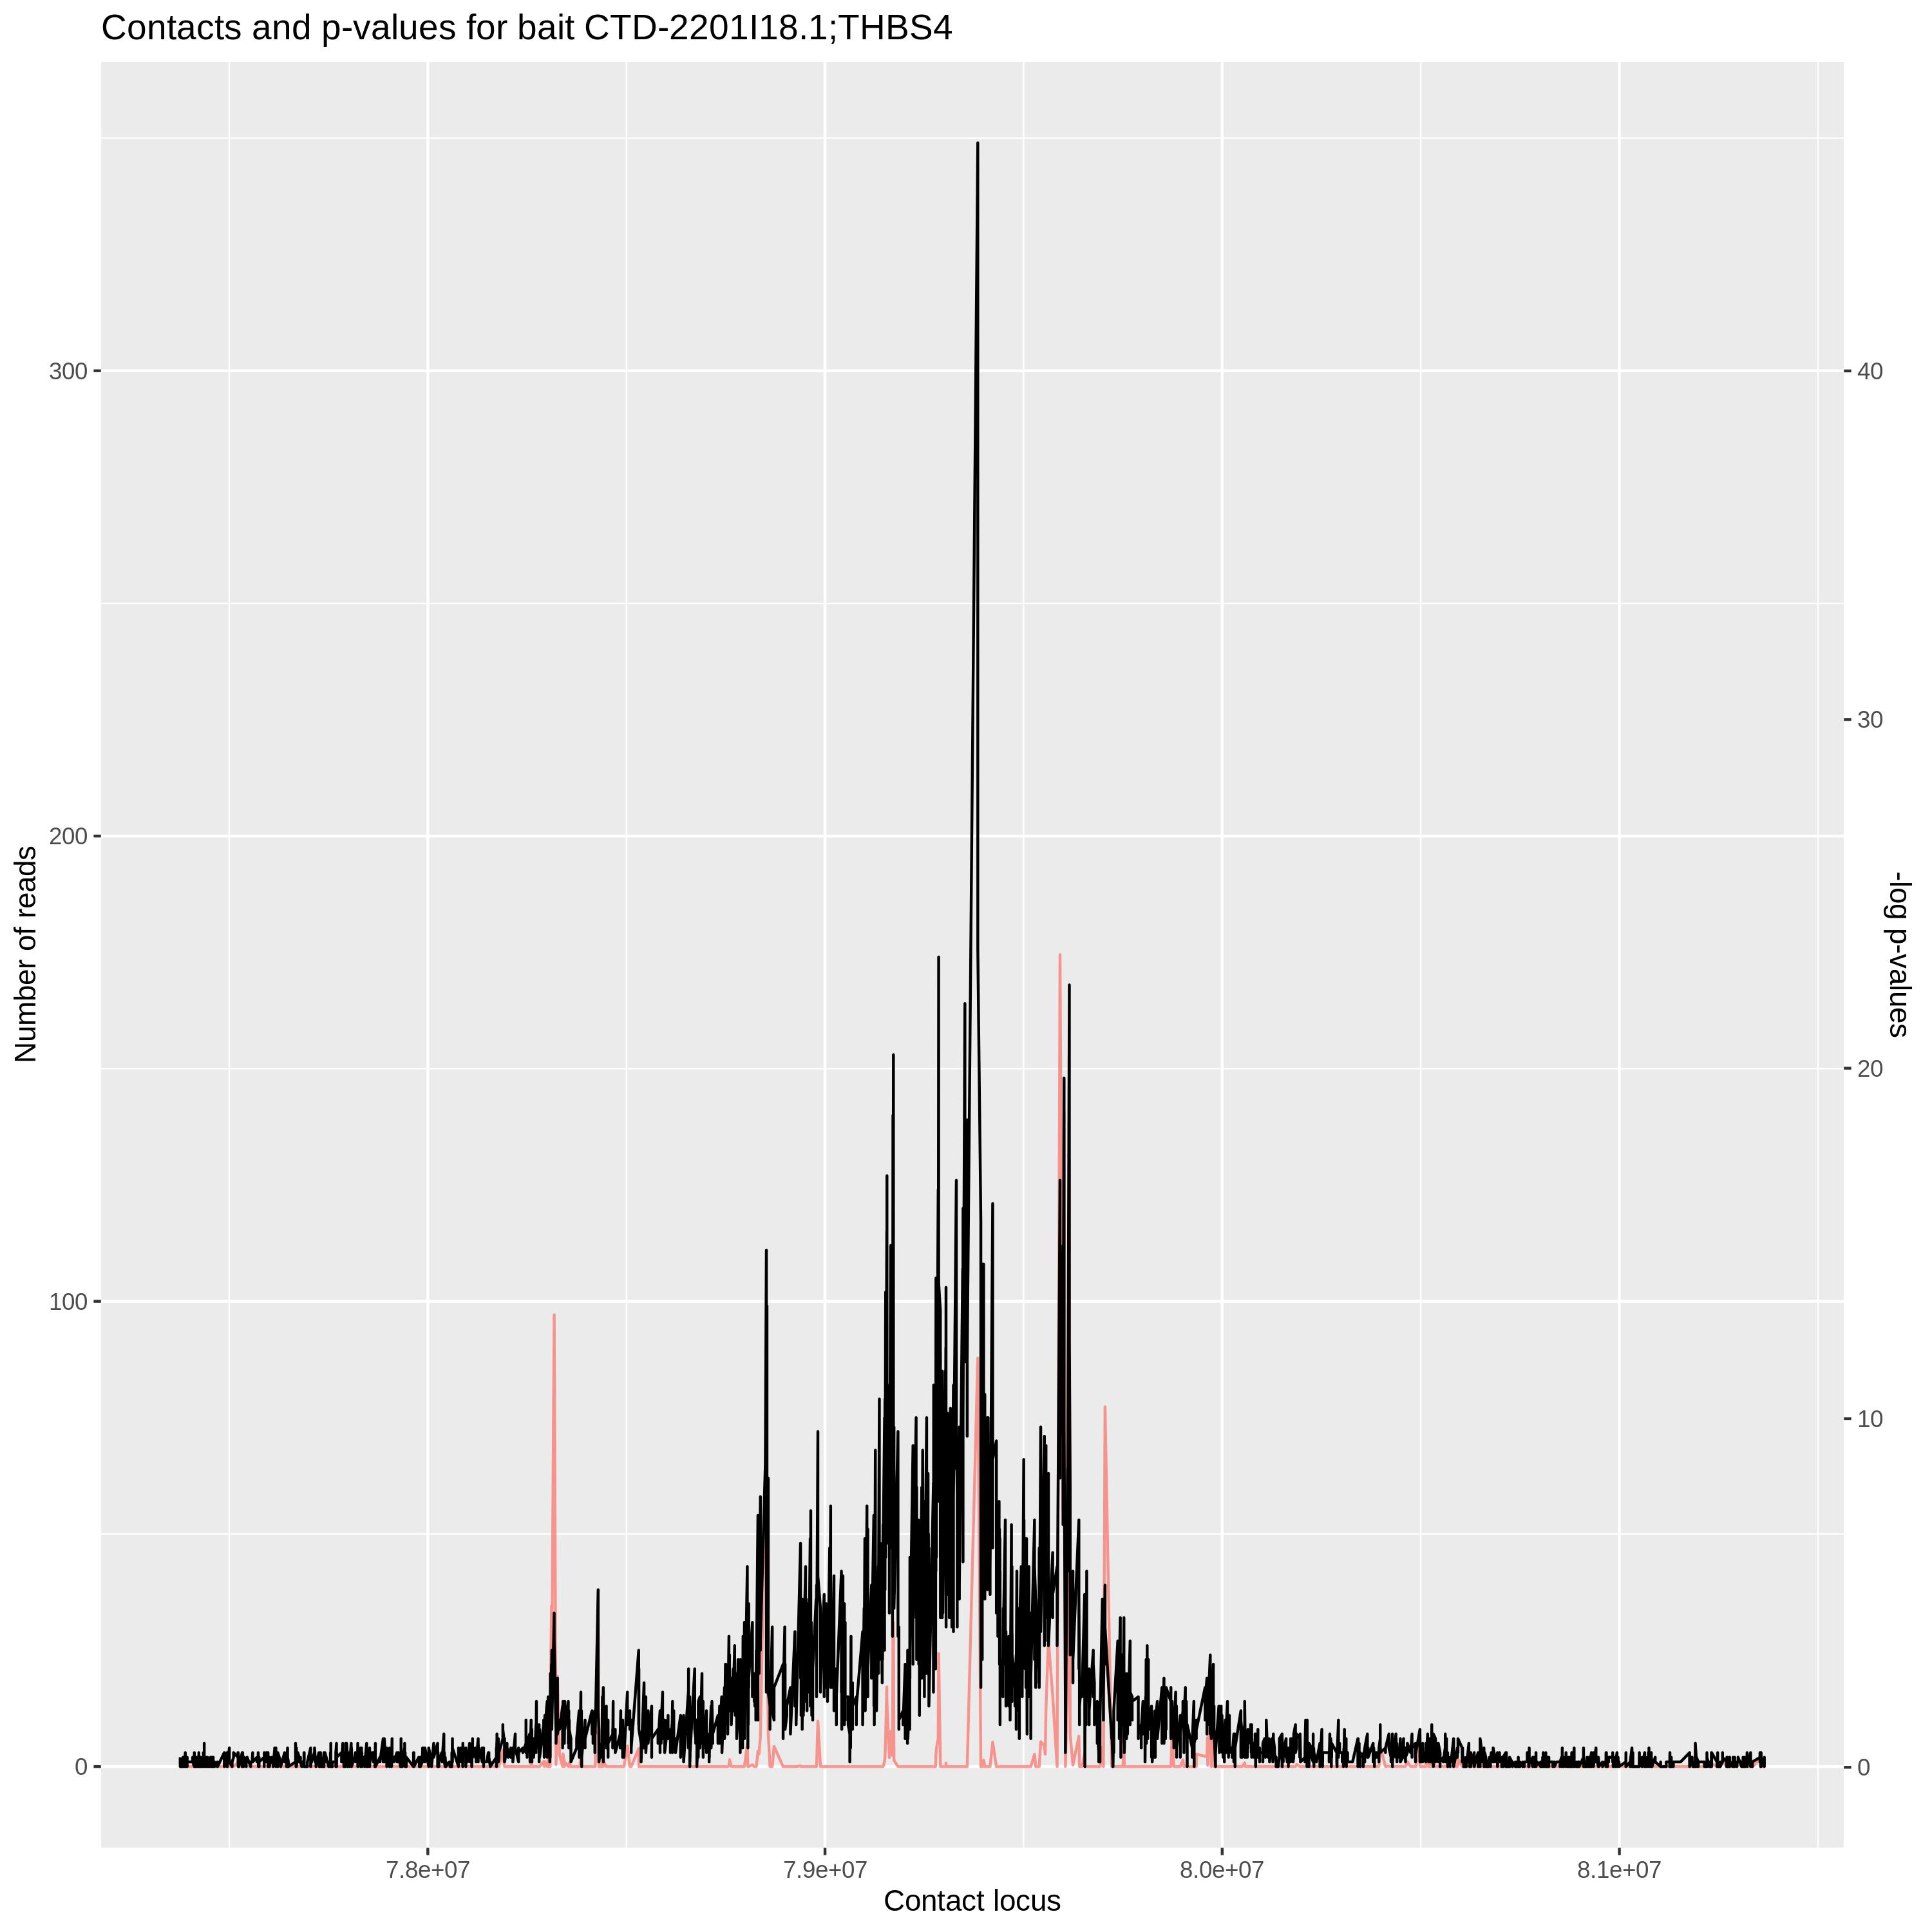 Contacts and p-values for bait CTD-2201I18.1;THBS4
300
200
100
0
Number of reads
40
30
20
10
0
-log p-values
7.8e+07
7.9e+07
8.0e+07
8.1e+07
Contact locus